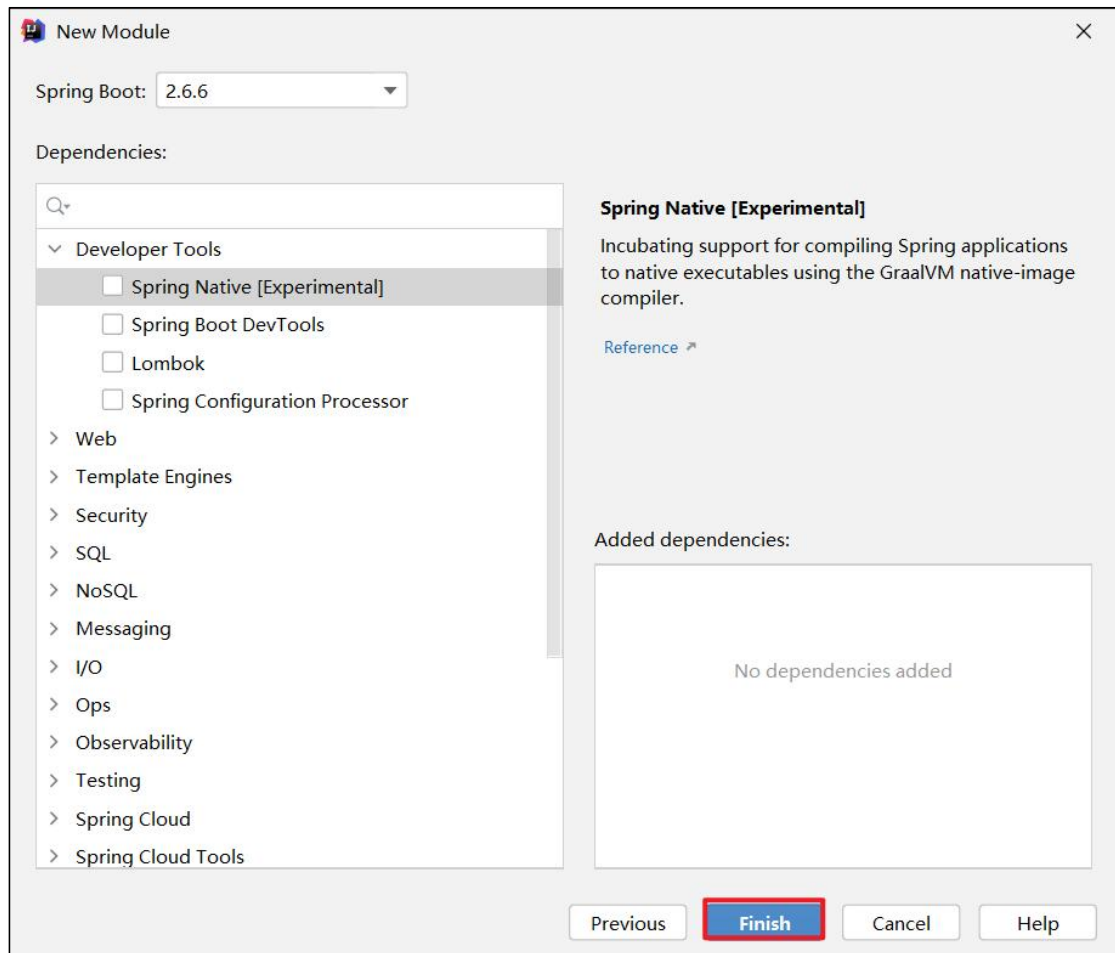 New Module
Spring Boot: 2.6.6
Dependencies:
Developer Tools
Spring Native [Experimental]
Spring Boot DevTools
Lombok
Spring Configuration Processor
Web
Template Engines
Security
SQL
NoSQL
Messaging
I/O
Ops
Observability
Testing
Spring Cloud
Spring Cloud Tools
Spring Native [Experimental]
Incubating support for compiling Spring applications
to native executables using the GraalVM native-image
compiler.
Reference
Added dependencies:
No dependencies added
Previous
Finish
Cancel
Help